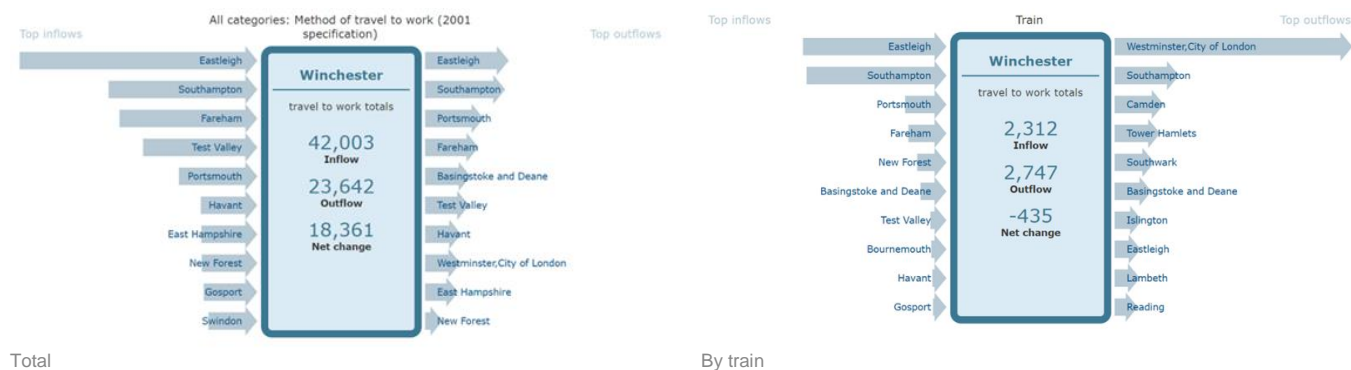 All categories: Method of travel to work (2001
specification)
Top inflows
Top outflows
Eastleigh
Southampton
Fareham
Test Valley
Portsmouth
Havant
East Hampshire
New Forest
Gosport
Swindon
Winchester
travel to work totals
42,003
Inflow
23,642
Outflow
18,361
Net change
Eastleigh
Southampton
Portsmouth
Fareham
Basingstoke and Deane
Test Valley
Havant
Westminster,City of London
East Hampshire
New Forest
Total
Train
Top inflows
Top outflows
Eastleigh
Southampton
Portsmouth
Fareham
New Forest
Basingstoke and Deane
Test Valley
Bournemouth
Havant
Gosport
Winchester
travel to work totals
2,312
Inflow
2,747
Outflow
-435
Net change
Westminster,City of London
Southampton
Camden
Tower Hamlets
Southwark
Basingstoke and Deane
Islington
Eastleigh
Lambeth
Reading
By train